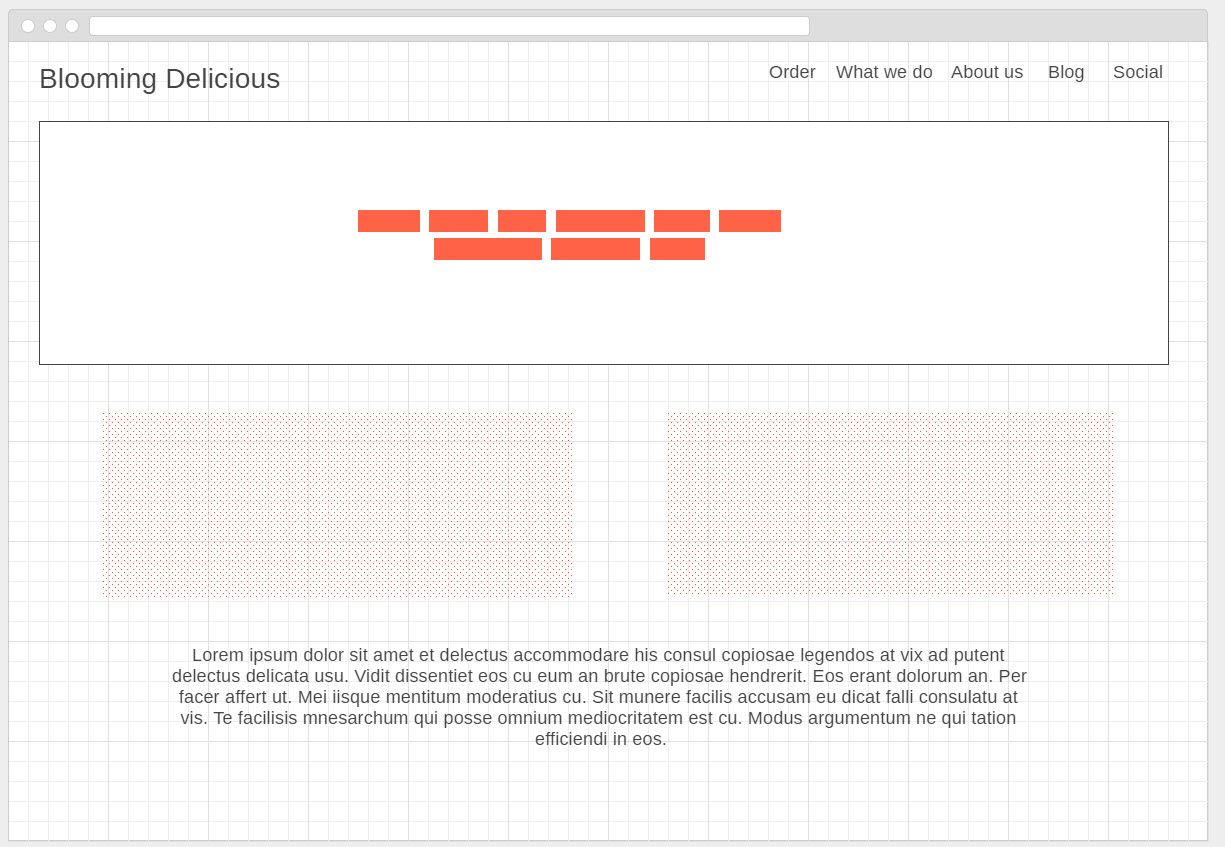 Blooming Delicious
Order What we do About us Blog Social
Lorem ipsum dolor sit amet et delectus accommodare his consul copiosae legendos at vix ad putent
delectus delicata usu. Vidit dissentiet eos cu eum an brute copiosae hendrerit. Eos erant dolorum an. Per
facer affert ut. Mei iisque mentitum moderatius cu. Sit munere facilis accusam eu dicat falli consulatu at
vis. Te facilisis mnesarchum qui posse omnium mediocritatem est cu. Modus argumentum ne qui tation
efficiendi in eos.